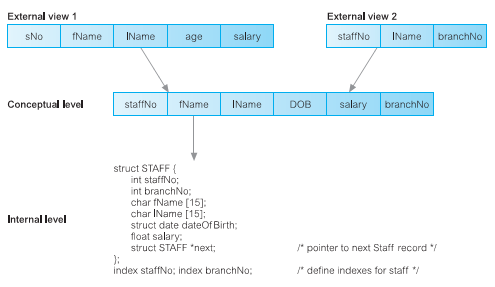 External view 1 External view 2
sNo fName lName age salary staffNo lName branchNo
Conceptual level staffNo fName lName DOB salary branchNo
struct STAFF {
int staffNo;
int branchNo;
char fName [15];
char lName [15];
struct date dateOfBirth;
Internal level float salary;
struct STAFF *next; /* pointer to next Staff record */
};
index staffNo; index branchNo; /* define indexes for staff */